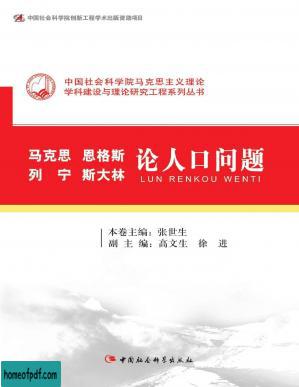 中国社会科学院创新工程学术出版资助项目
中国社会科学院马克思主义理论
学科建设与理论研究工程系列丛书
马克思 恩格斯
列 宁 斯大林
论人口问题
LUN RENKOU WENTI
本卷主编：张世生
副 主 编：高文生 徐 进
中国社会科学出版社
homeofpdf.com